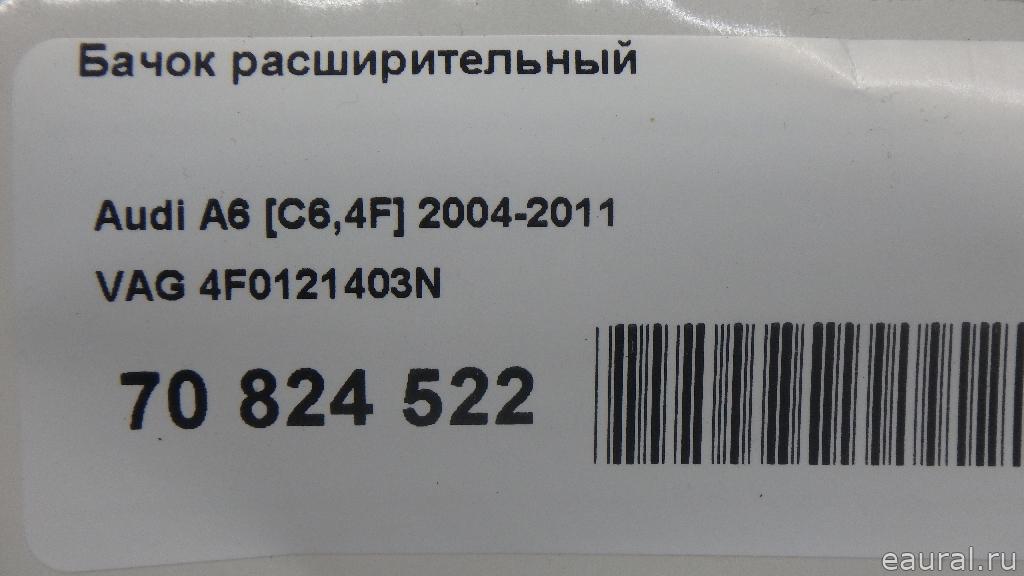 Бачок расширительный
Audi A6 [C6,4F] 2004-2011
VAG 4F0121403N
70 824 522
eaural.ru